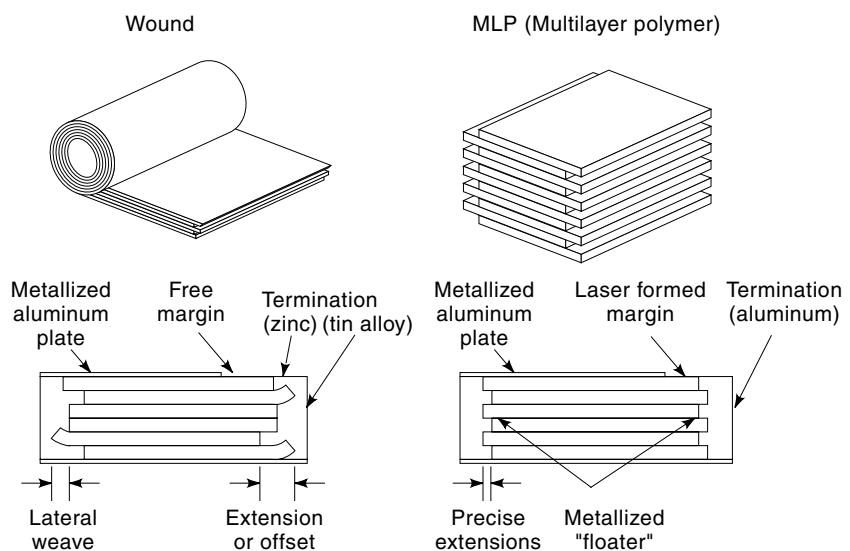 Wound
MLP (Multilayer polymer)
Metallized
aluminum
plate
Free
margin
Termination
(zinc) (tin alloy)
Lateral
weave
Extension
or offset
Metallized
aluminum
plate
Laser formed
margin
Termination
(aluminum)
Precise
extensions
Metallized
"floater"